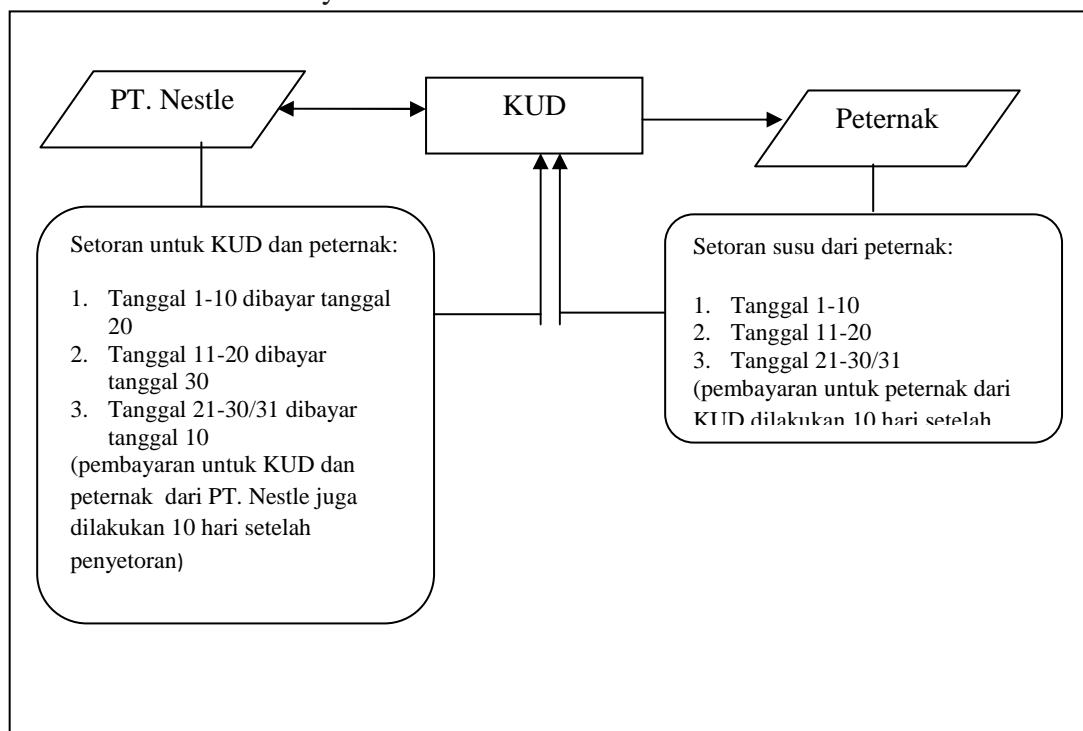 PT. Nestle
KUD
Peternak
Setoran untuk KUD dan peternak:
1. Tanggal 1-10 dibayar tanggal
20
2. Tanggal 11-20 dibayar
tanggal 30
3. Tanggal 21-30/31 dibayar
tanggal 10
(pembayaran untuk KUD dan
peternak dari PT. Nestle juga
dilakukan 10 hari setelah
penyetoran)
Setoran susu dari peternak:
1. Tanggal 1-10
2. Tanggal 11-20
3. Tanggal 21-30/31
(pembayaran untuk peternak dari
KUD dilakukan 10 hari setelah